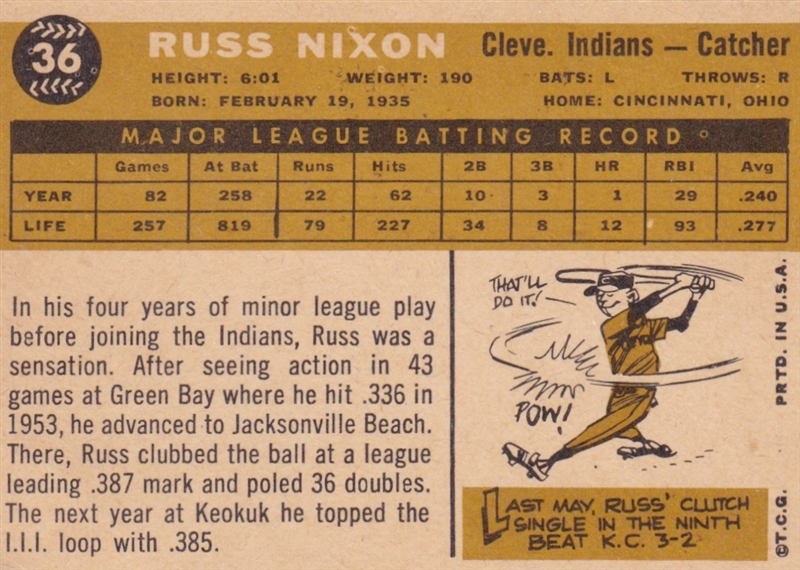 36
RUSS NIXON Cleve. Indians — Catcher
HEIGHT: 6:01 WEIGHT: 190 BATS: L THROWS: R
BORN: FEBRUARY 19, 1935 HOME: CINCINNATI, OHIO
MAJOR LEAGUE BATTING RECORD
Games At Bat Runs Hits 2B 3B HR RBI Avg
YEAR 82 258 22 62 10 3 1 29 .240
LIFE 257 819 79 227 34 8 12 93 .277
In his four years of minor league play
before joining the Indians, Russ was a
sensation. After seeing action in 43
games at Green Bay where he hit .336 in
1953, he advanced to Jacksonville Beach.
There, Russ clubbed the ball at a league
leading .387 mark and poled 36 doubles.
The next year at Keokuk he topped the
I.I.I. loop with .385.
THAT'LL
DO IT!
POW!
LAST MAY, RUSS' CLUTCH
SINGLE IN THE NINTH
BEAT K.C. 3-2
©T.C.G. PRTD. IN U.S.A.